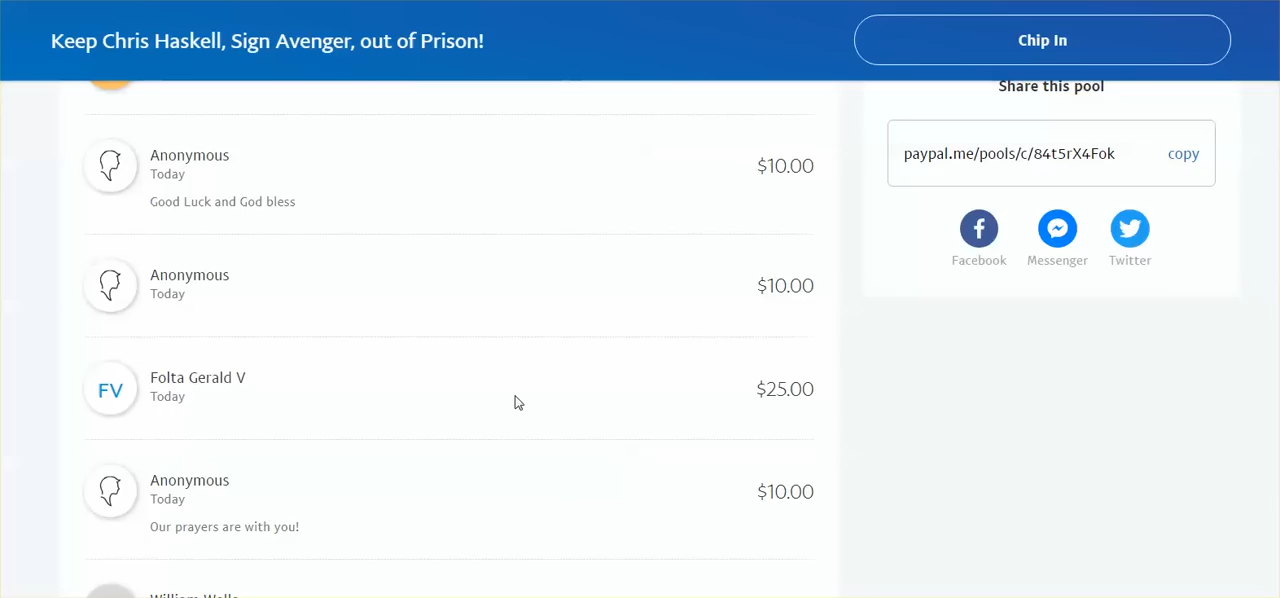 Keep Chris Haskell, Sign Avenger, out of Prison!
Chip In
Share this pool
paypal.me/pools/c/84t5rX4Fok
copy
Facebook
Messenger
Twitter
Anonymous
Today
$10.00
Good Luck and God bless
Anonymous
Today
$10.00
FV
Folta Gerald V
Today
$25.00
Anonymous
Today
$10.00
Our prayers are with you!
William Wells